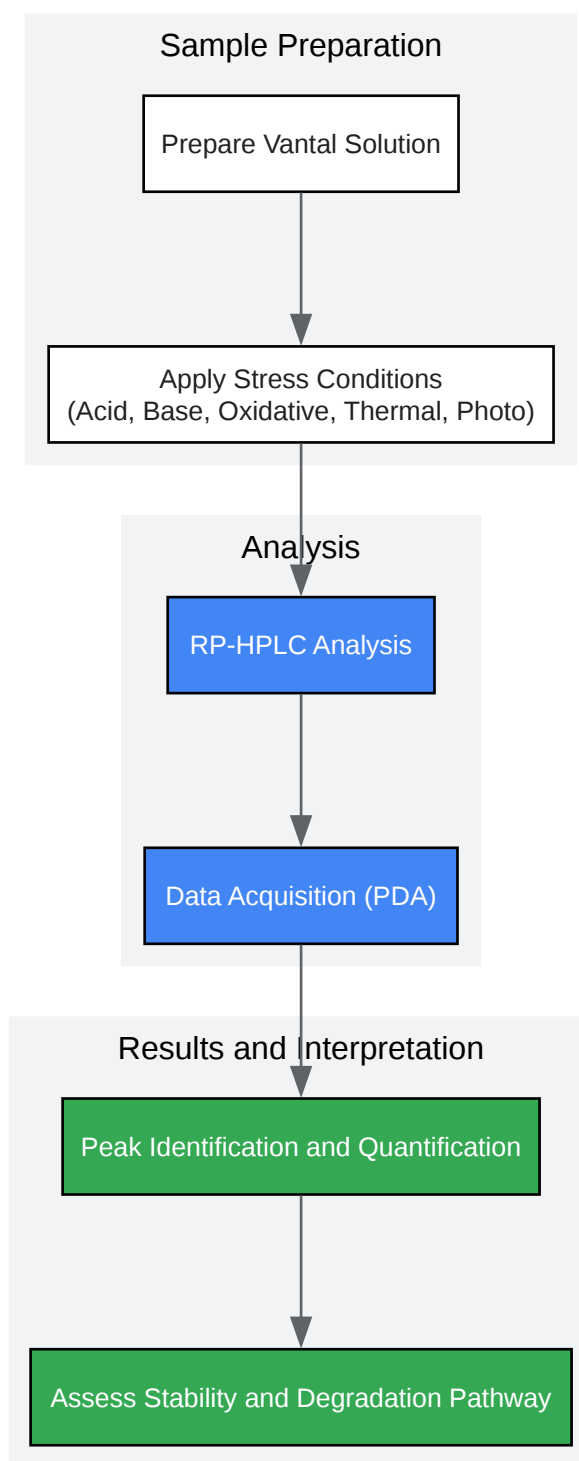 Sample Preparation
Prepare Vantal Solution
Apply Stress Conditions
(Acid, Base, Oxidative, Thermal, Photo)
Analysis
RP-HPLC Analysis
Data Acquisition (PDA)
Results and Interpretation
Peak Identification and Quantification
Assess Stability and Degradation Pathway